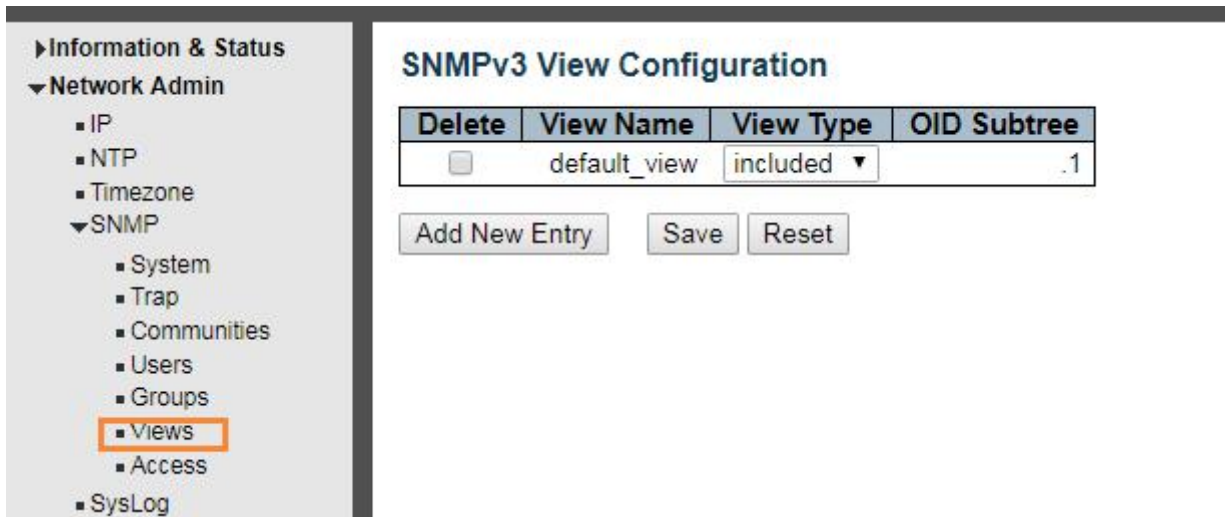 Information & Status
Network Admin
IP
NTP
Timezone
SNMP
System
Trap
Communities
Users
Groups
Views
Access
SysLog
SNMPv3 View Configuration
Delete View Name View Type OID Subtree
default_view included .1
Add New Entry Save Reset